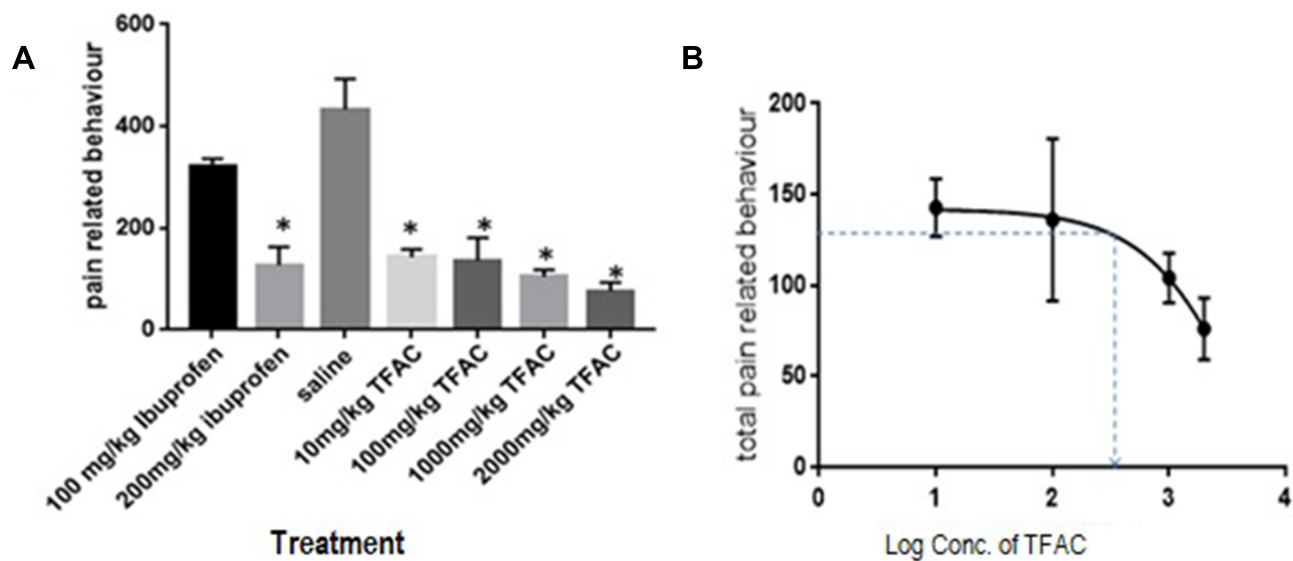 A
pain related behaviour
600
400
200
0
*
*
*
*
*
100 mg/kg Ibuprofen
200mg/kg ibuprofen
saline
10mg/kg TFAC
100mg/kg TFAC
1000mg/kg TFAC
2000mg/kg TFAC
Treatment
B
total pain related behaviour
200
150
100
50
0
0 1 2 3 4
Log Conc. of TFAC